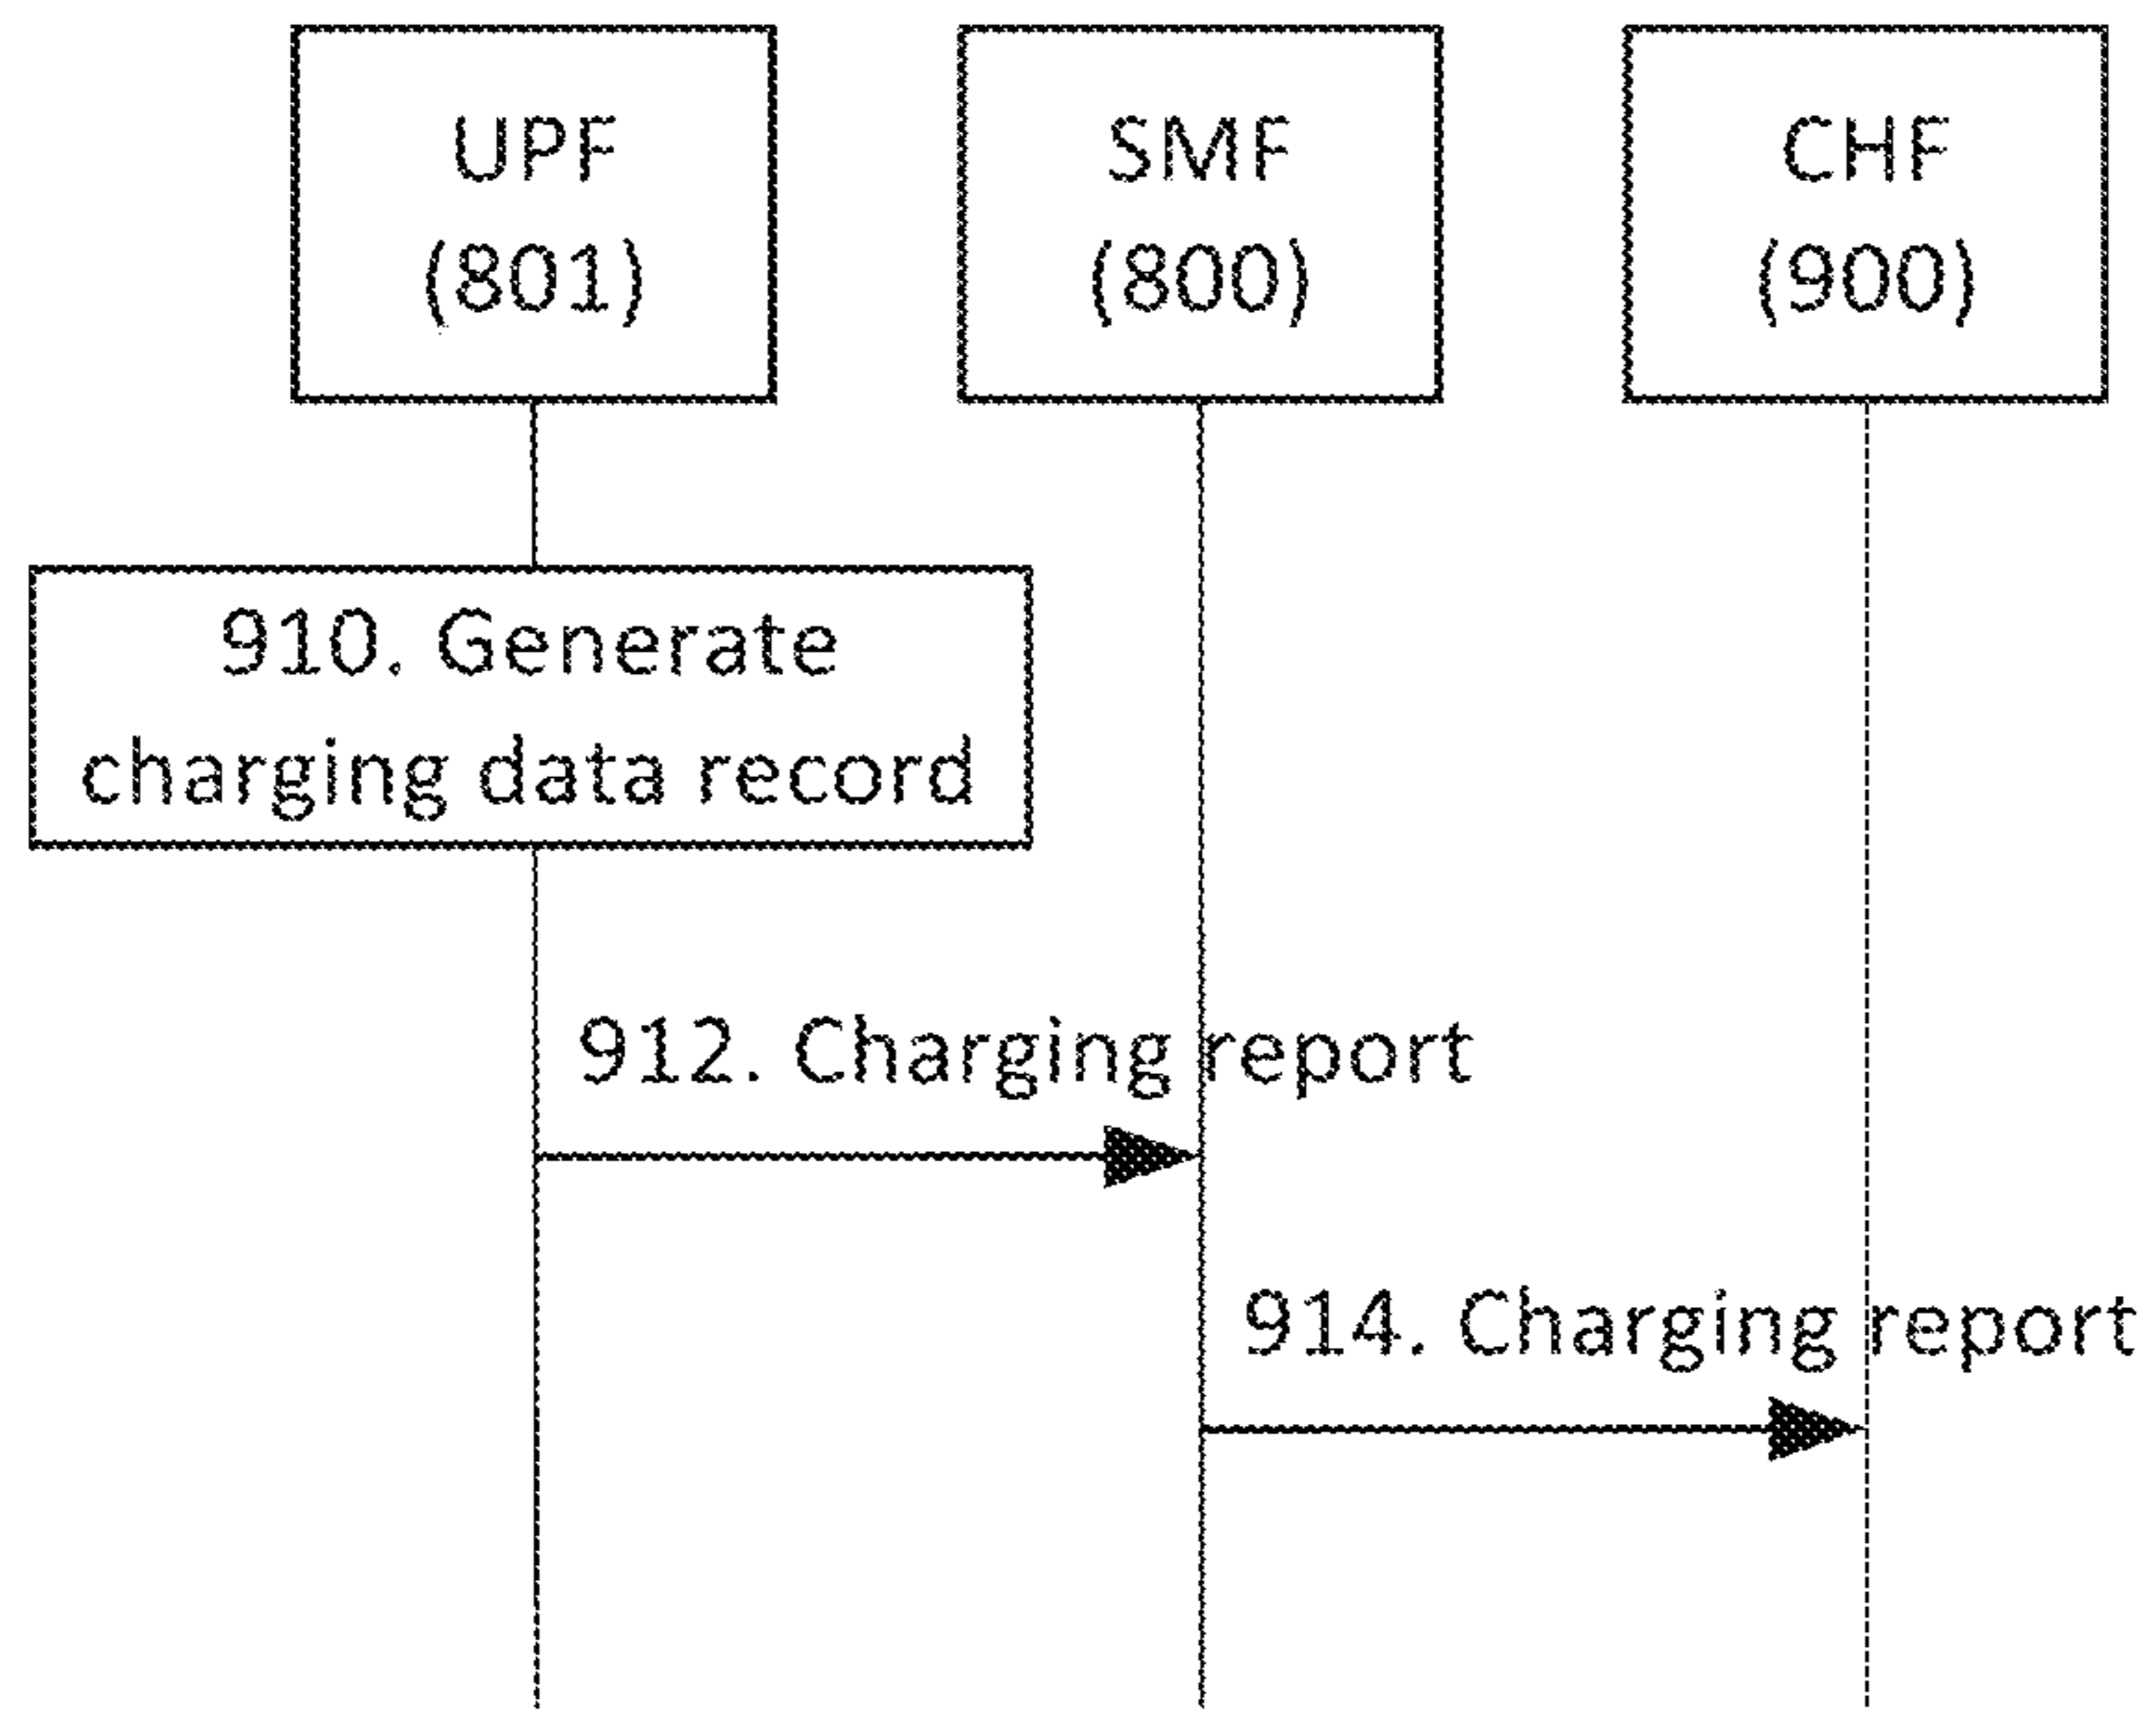 UPF
(801)
SMF
(800)
CHF
(900)
910. Generate
charging data record
912. Charging report
914. Charging report